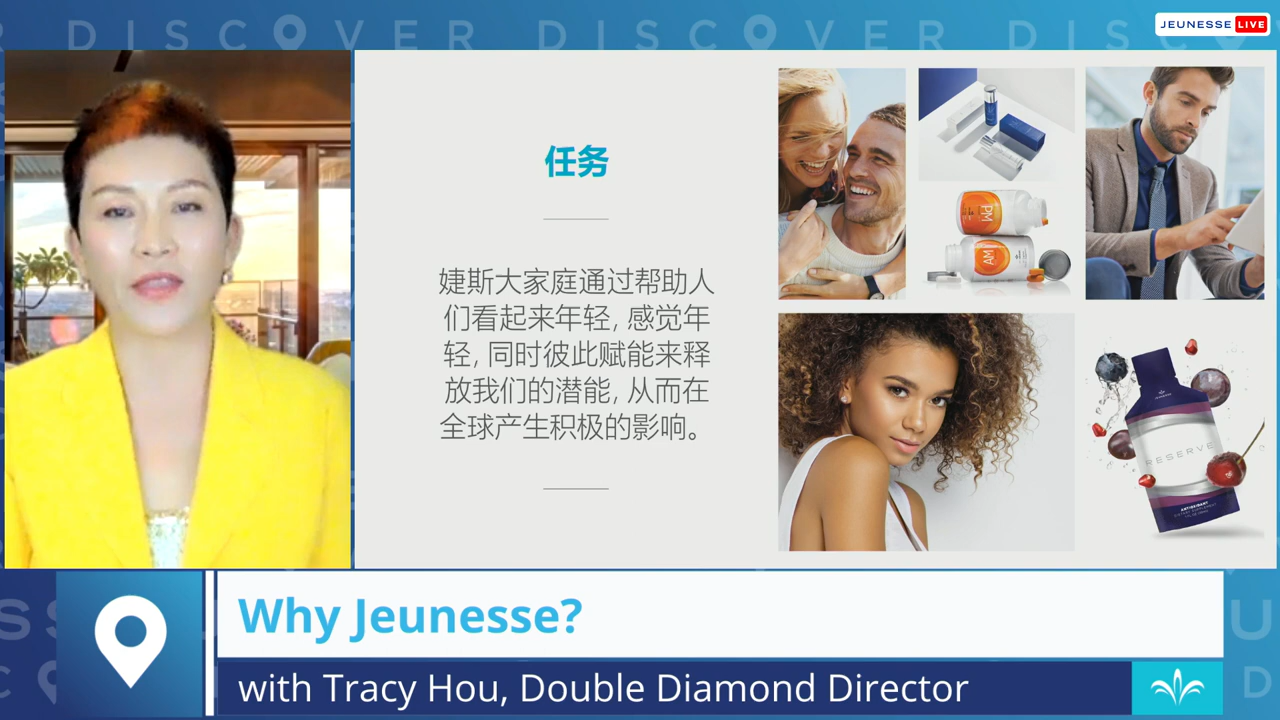 DISCOVER DISCOVER DISC
JEUNESSE LIVE
任务
婕斯大家庭通过帮助人
们看起来年轻, 感觉年
轻, 同时彼此赋能来释
放我们的潜能, 从而在
全球产生积极的影响。
PM
AM
RESERVE
ANTIOXIDANT
Why Jeunesse?
with Tracy Hou, Double Diamond Director